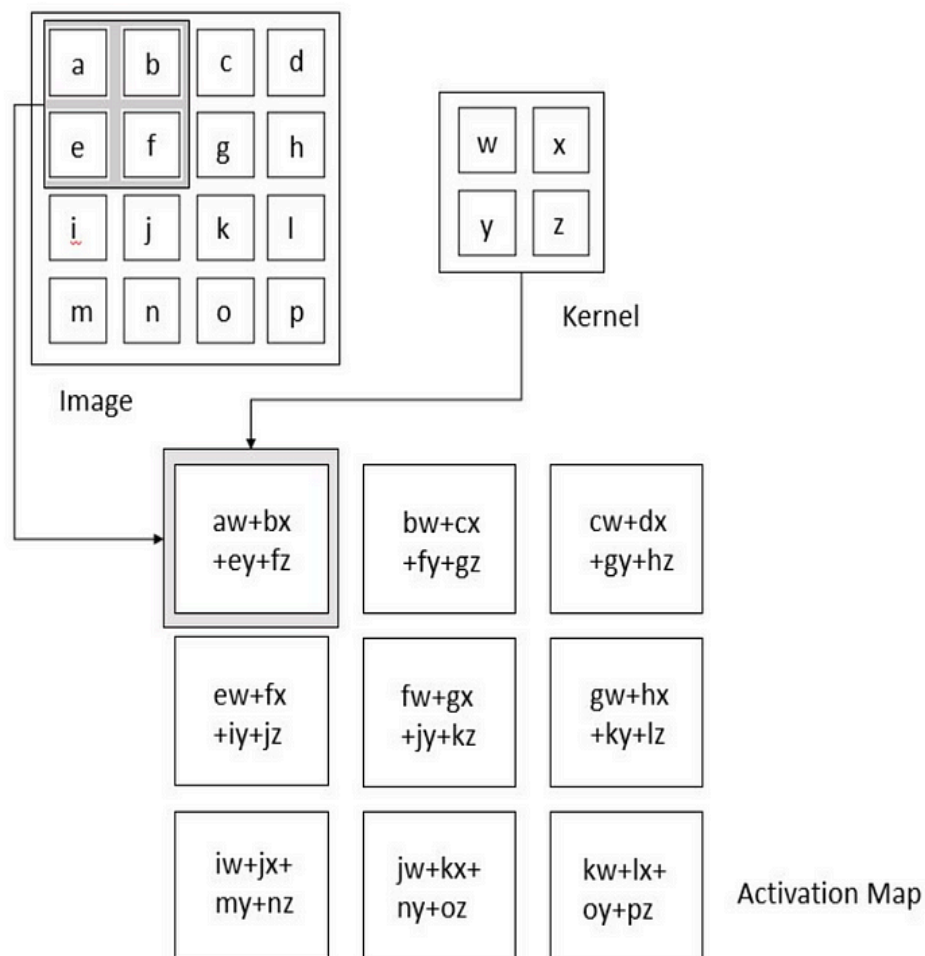 a b c d
e f g h
i j k l
m n o p
Image
w x
y z
Kernel
aw+bx
+ey+fz
bw+cx
+fy+gz
cw+dx
+gy+hz
ew+fx
+iy+jz
fw+gx
+jy+kz
gw+hx
+ky+lz
iw+jx+
my+nz
jw+kx+
ny+oz
kw+lx+
oy+pz
Activation Map